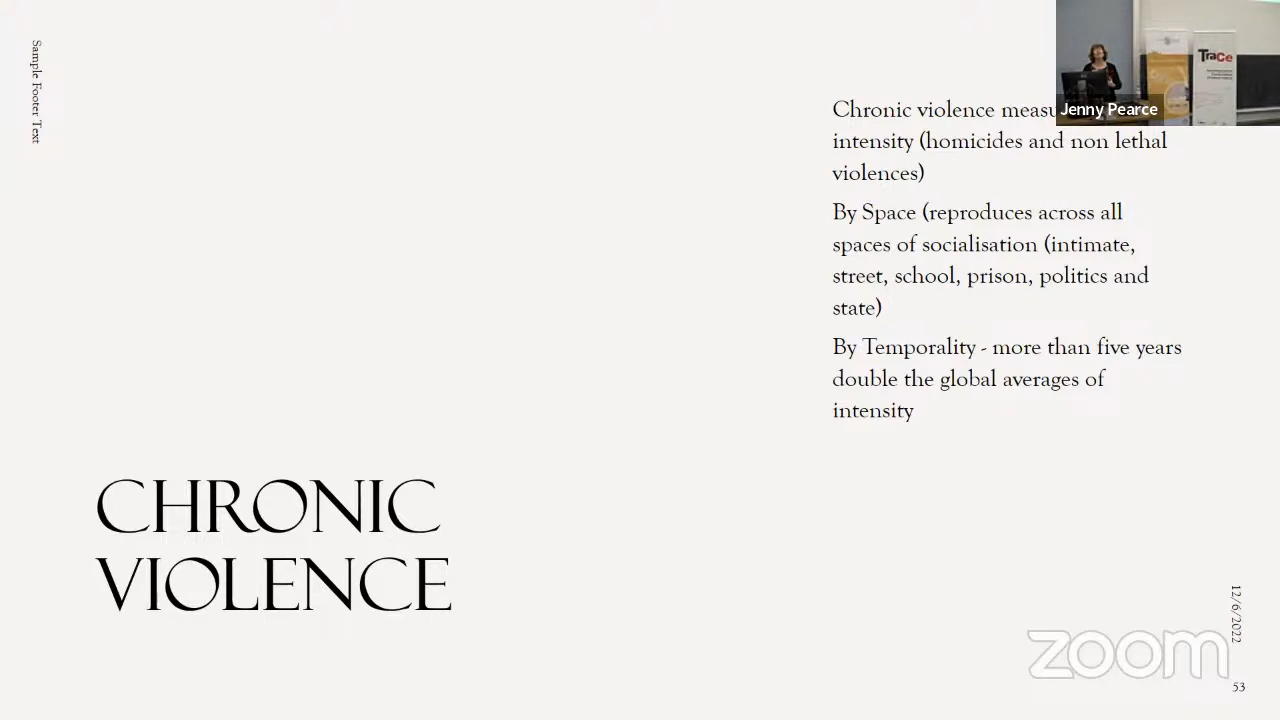 Sample Footer Text
TraCe
Jenny Pearce
Chronic violence
intensity (homicides and non lethal
violences)
By Space (reproduces across all
spaces of socialisation (intimate,
street, school, prison, politics and
state)
By Temporality - more than five years
double the global averages of
intensity
CHRONIC
VIOLENCE
12/6/2022
zoom
53